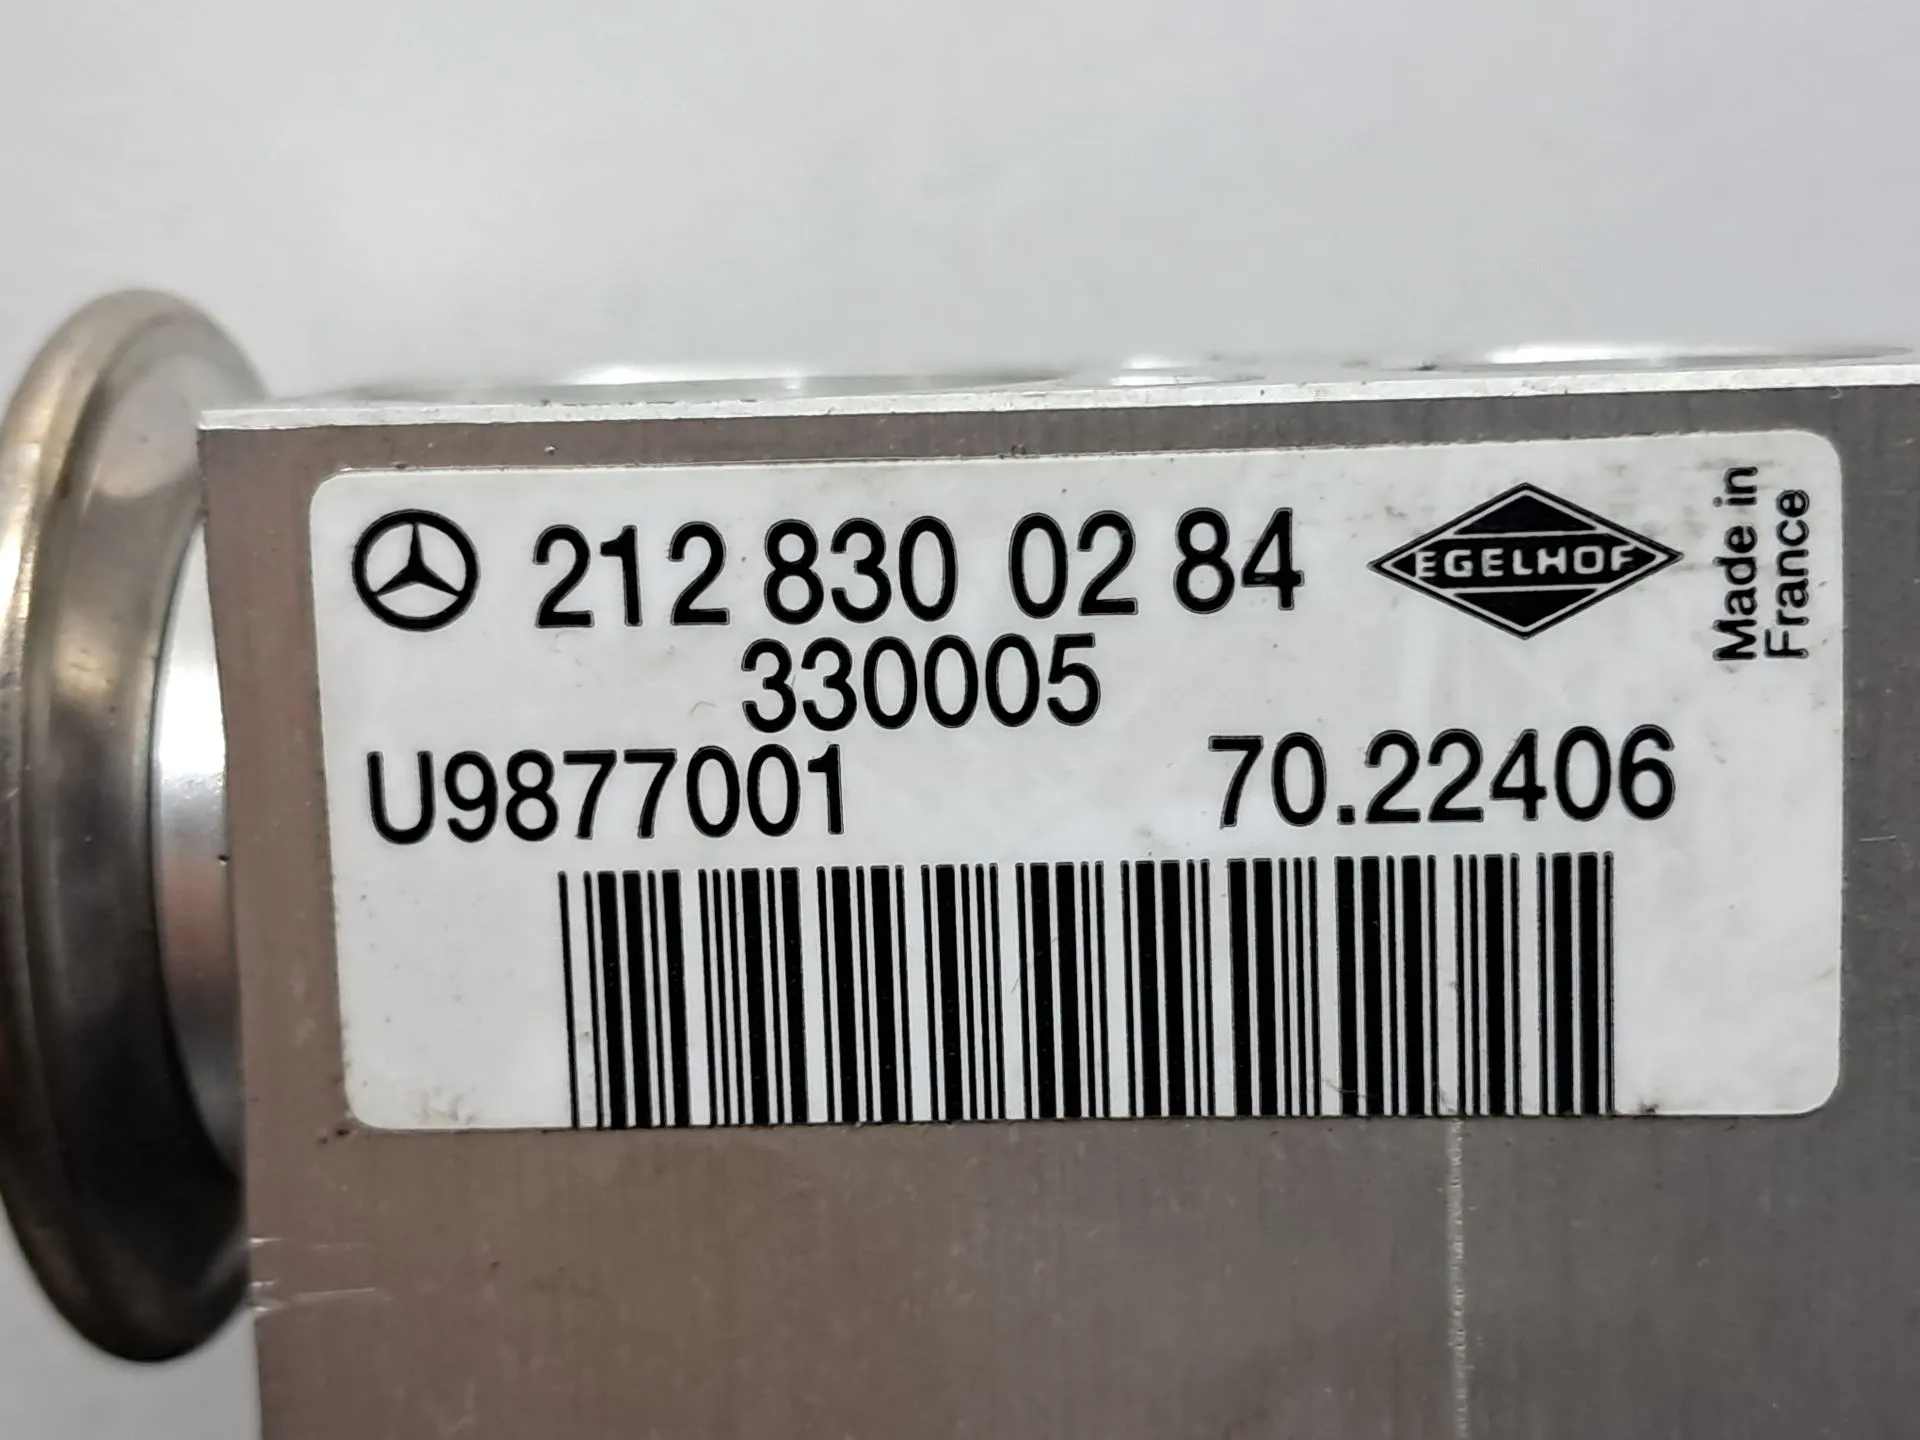 212 830 02 84
EGELHOF
Made in
France
330005
U9877001 70.22406